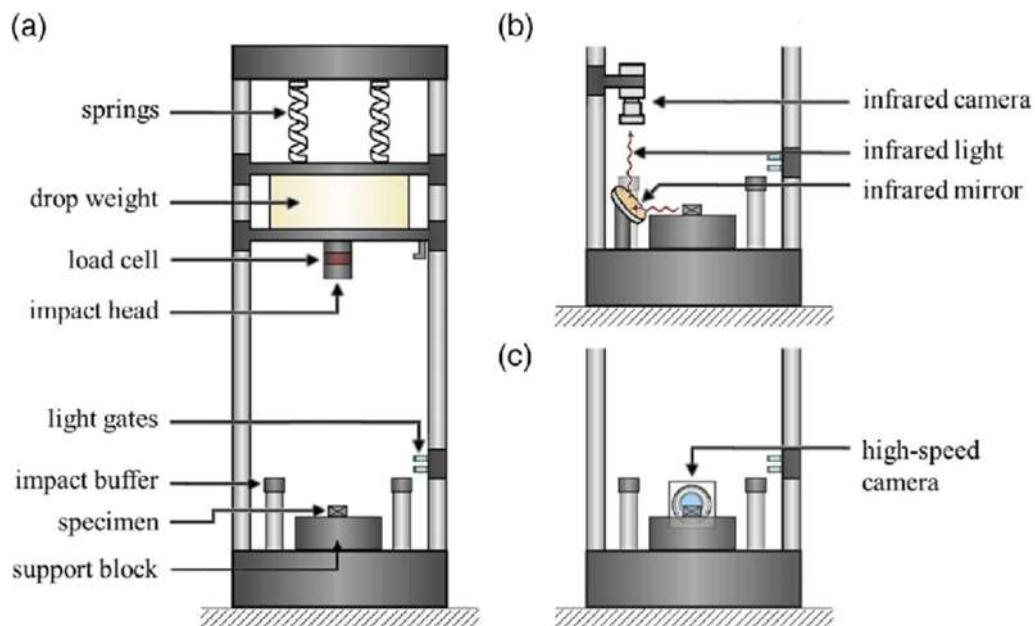 (a)
springs
drop weight
load cell
impact head
light gates
impact buffer
specimen
support block
(b)
infrared camera
infrared light
infrared mirror
(c)
high-speed
camera